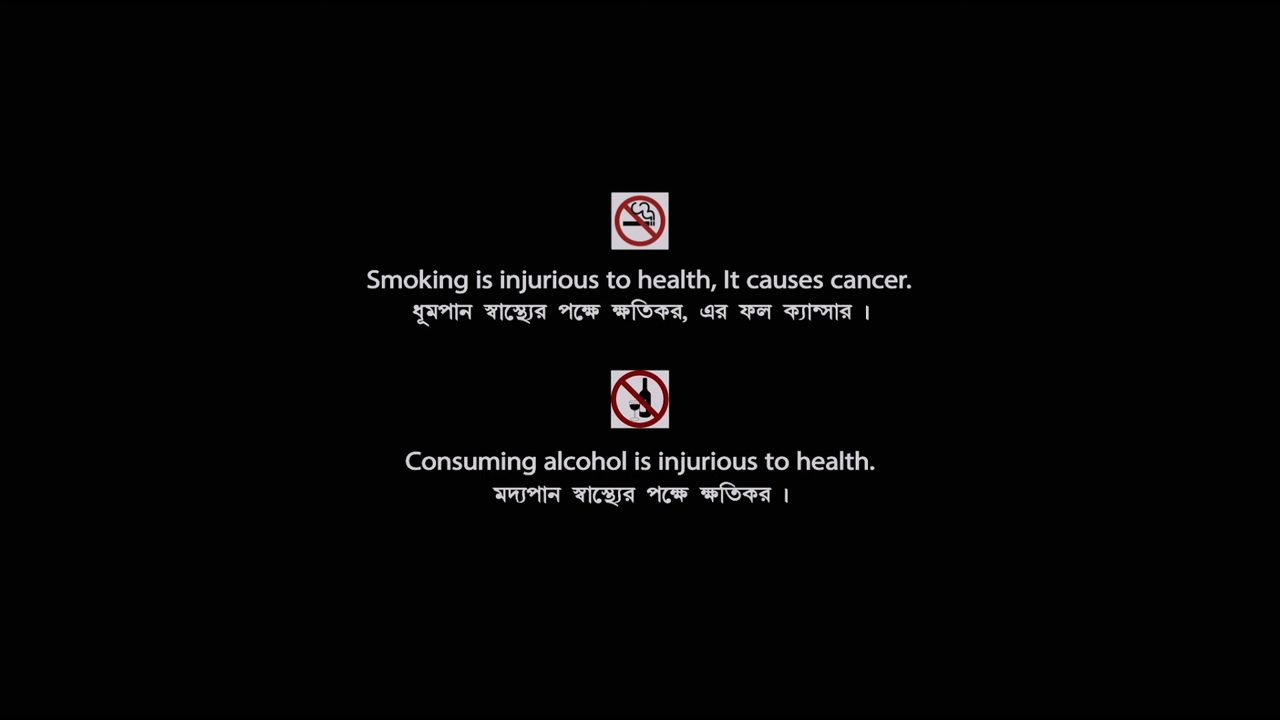 Smoking is injurious to health, It causes cancer.
ধূমপান স্বাস্থ্যের পক্ষে ক্ষতিকর, এর ফল ক্যান্সার ।
Consuming alcohol is injurious to health.
মদ্যপান স্বাস্থ্যের পক্ষে ক্ষতিকর ।